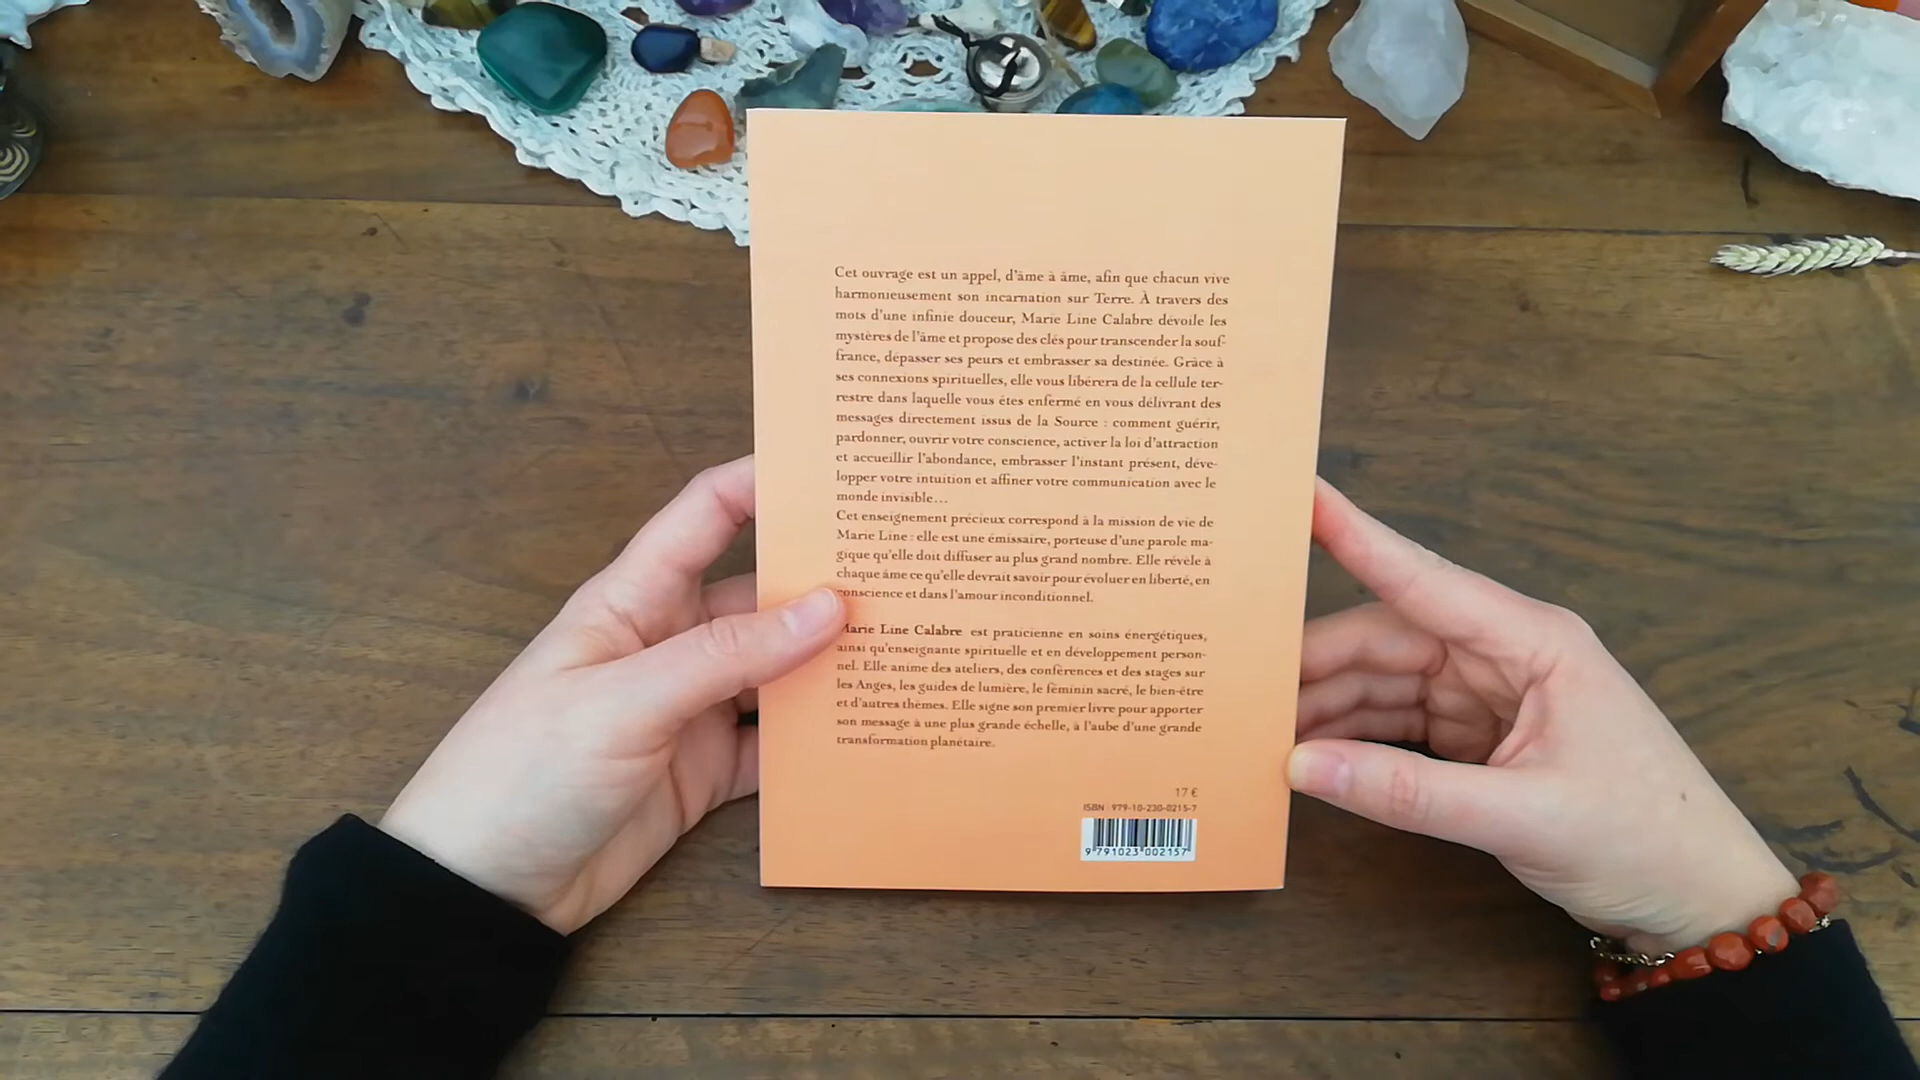 Cet ouvrage est un appel, d'âme à âme, afin que chacun vive
harmonieusement son incarnation sur Terre. À travers des
mots d'une infinie douceur, Marie Line Calabre dévoile les
mystères de l'âme et propose des clés pour transcender la souf-
france, dépasser ses peurs et embrasser sa destinée. Grâce à
ses connexions spirituelles, elle vous libérera de la cellule ter-
restre dans laquelle vous êtes enfermé en vous délivrant des
messages directement issus de la Source : comment guérir,
pardonner, ouvrir votre conscience, activer la loi d'attraction
et accueillir l'abondance, embrasser l'instant présent, déve-
lopper votre intuition et affiner votre communication avec le
monde invisible...
Cet enseignement précieux correspond à la mission de vie de
Marie Line : elle est une émissaire, porteuse d'une parole ma-
gique qu'elle doit diffuser au plus grand nombre. Elle révèle à
chaque âme ce qu'elle devrait savoir pour évoluer en liberté, en
conscience et dans l'amour inconditionnel.
Marie Line Calabre est praticienne en soins énergétiques,
ainsi qu'enseignante spirituelle et en développement person-
nel. Elle anime des ateliers, des conférences et des stages sur
les Anges, les guides de lumière, le féminin sacré, le bien-être
et d'autres thèmes. Elle signe son premier livre pour apporter
son message à une plus grande échelle, à l'aube d'une grande
transformation planétaire.
17 €
ISBN : 979-10-230-0215-7
9 791023 002157